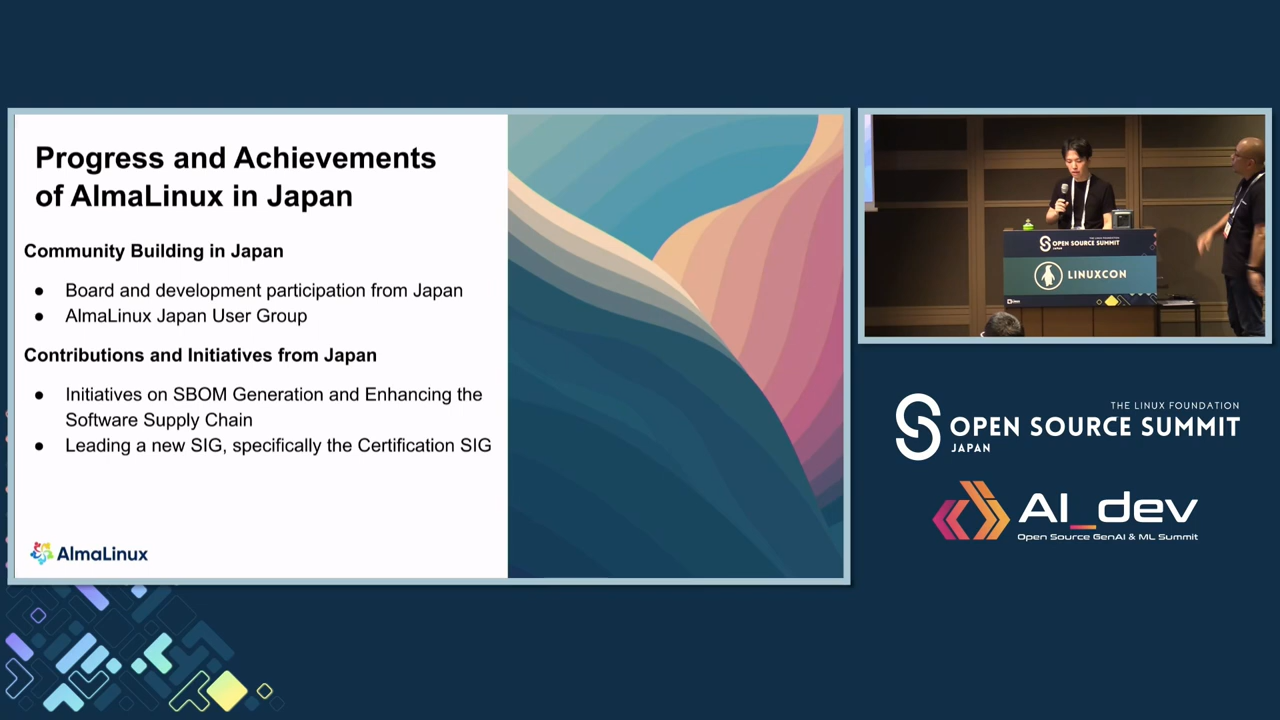 Progress and Achievements
of AlmaLinux in Japan
Community Building in Japan
● Board and development participation from Japan
● AlmaLinux Japan User Group
Contributions and Initiatives from Japan
● Initiatives on SBOM Generation and Enhancing the
Software Supply Chain
● Leading a new SIG, specifically the Certification SIG
AlmaLinux
THE LINUX FOUNDATION
OPEN SOURCE SUMMIT
LINUXCON
THE LINUX FOUNDATION
OPEN SOURCE SUMMIT
JAPAN
AI_dev
Open Source GenAI & ML Summit